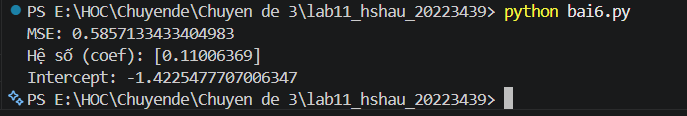 PS E:\HOC\Chuyende\Chuyen de 3\lab11_hshau_20223439> python bai6.py
MSE: 0.5857133433404983
Hệ số (coef): [0.11006369]
Intercept: -1.4225477707006347
PS E:\HOC\Chuyende\Chuyen de 3\lab11_hshau_20223439>